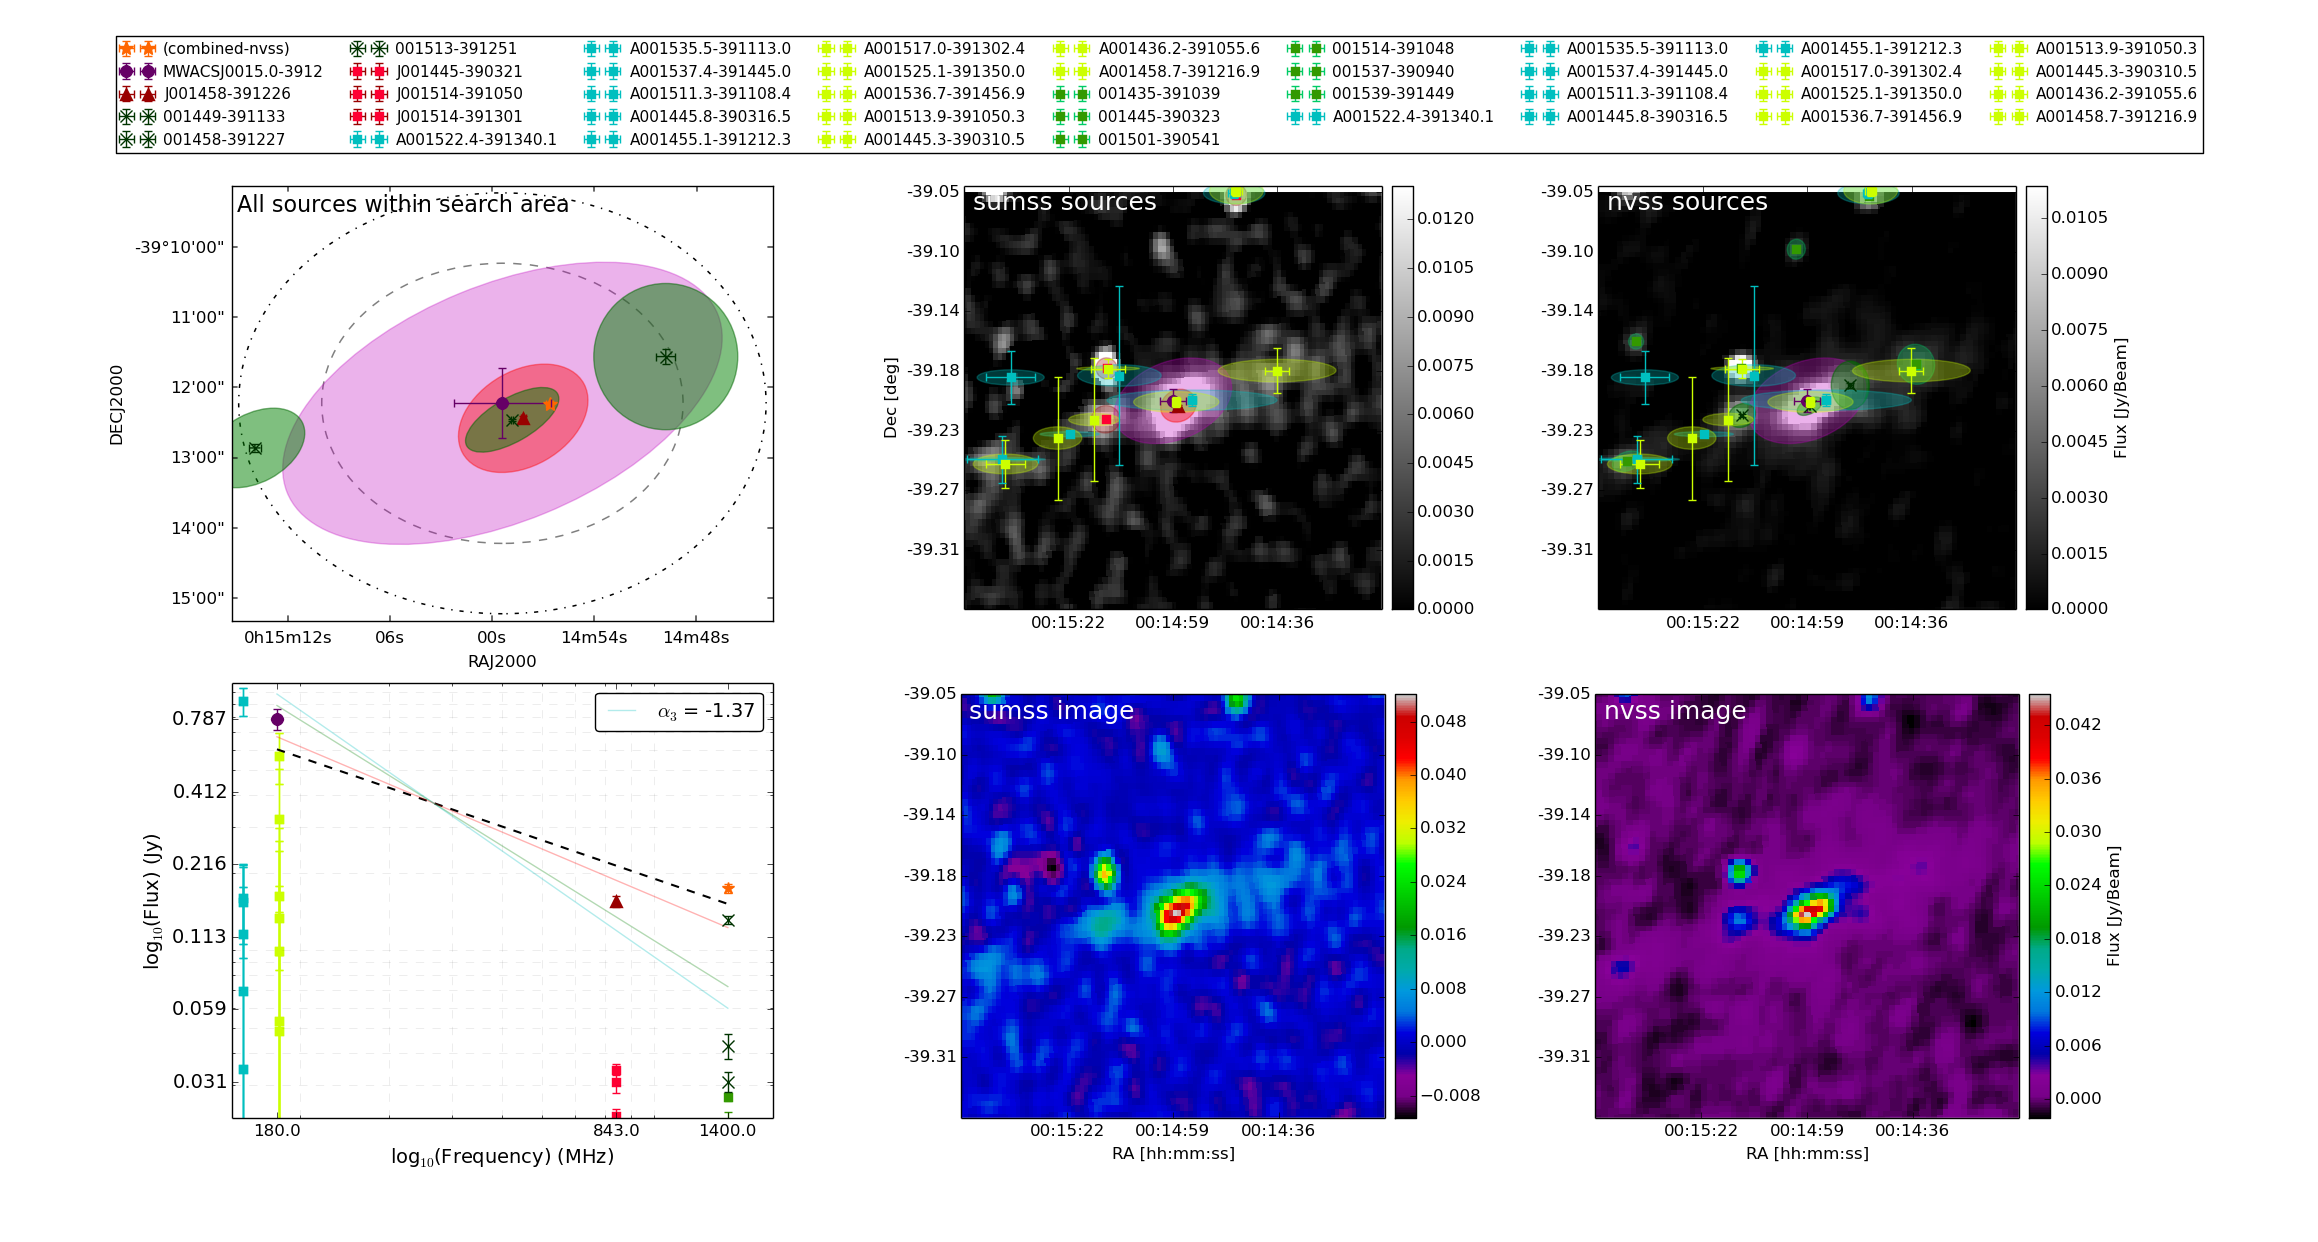 (combined-nvss)
MWACSJ0015.0-3912
J001458-391226
001449-391133
001458-391227
001513-391251
J001445-390321
J001514-391050
J001514-391301
A001522.4-391340.1
A001535.5-391113.0
A001537.4-391445.0
A001511.3-391108.4
A001445.8-390316.5
A001455.1-391212.3
A001517.0-391302.4
A001525.1-391350.0
A001536.7-391456.9
A001513.9-391050.3
A001445.3-390310.5
A001436.2-391055.6
A001458.7-391216.9
001435-391039
001445-390323
001501-390541
001514-391048
001537-390940
001539-391449
A001522.4-391340.1
A001535.5-391113.0
A001537.4-391445.0
A001511.3-391108.4
A001445.8-390316.5
A001455.1-391212.3
A001517.0-391302.4
A001525.1-391350.0
A001536.7-391456.9
A001513.9-391050.3
A001445.3-390310.5
A001436.2-391055.6
A001458.7-391216.9
All sources within search area
-39°10'00"
11'00"
12'00"
13'00"
14'00"
15'00"
DECJ2000
0h15m12s
06s
00s
14m54s
14m48s
RAJ2000
sumss sources
-39.05
-39.10
-39.14
-39.18
-39.23
-39.27
-39.31
Dec [deg]
00:15:22
00:14:59
00:14:36
0.0120
0.0105
0.0090
0.0075
0.0060
0.0045
0.0030
0.0015
0.0000
nvss sources
-39.05
-39.10
-39.14
-39.18
-39.23
-39.27
-39.31
00:15:22
00:14:59
00:14:36
0.0105
0.0090
0.0075
0.0060
0.0045
0.0030
0.0015
0.0000
Flux [Jy/Beam]
α₃ = -1.37
0.787
0.412
0.216
0.113
0.059
0.031
log₁₀(Flux) (Jy)
180.0
843.0
1400.0
log₁₀(Frequency) (MHz)
sumss image
-39.05
-39.10
-39.14
-39.18
-39.23
-39.27
-39.31
00:15:22
00:14:59
00:14:36
RA [hh:mm:ss]
0.048
0.040
0.032
0.024
0.016
0.008
0.000
−0.008
nvss image
-39.05
-39.10
-39.14
-39.18
-39.23
-39.27
-39.31
00:15:22
00:14:59
00:14:36
RA [hh:mm:ss]
0.042
0.036
0.030
0.024
0.018
0.012
0.006
0.000
Flux [Jy/Beam]